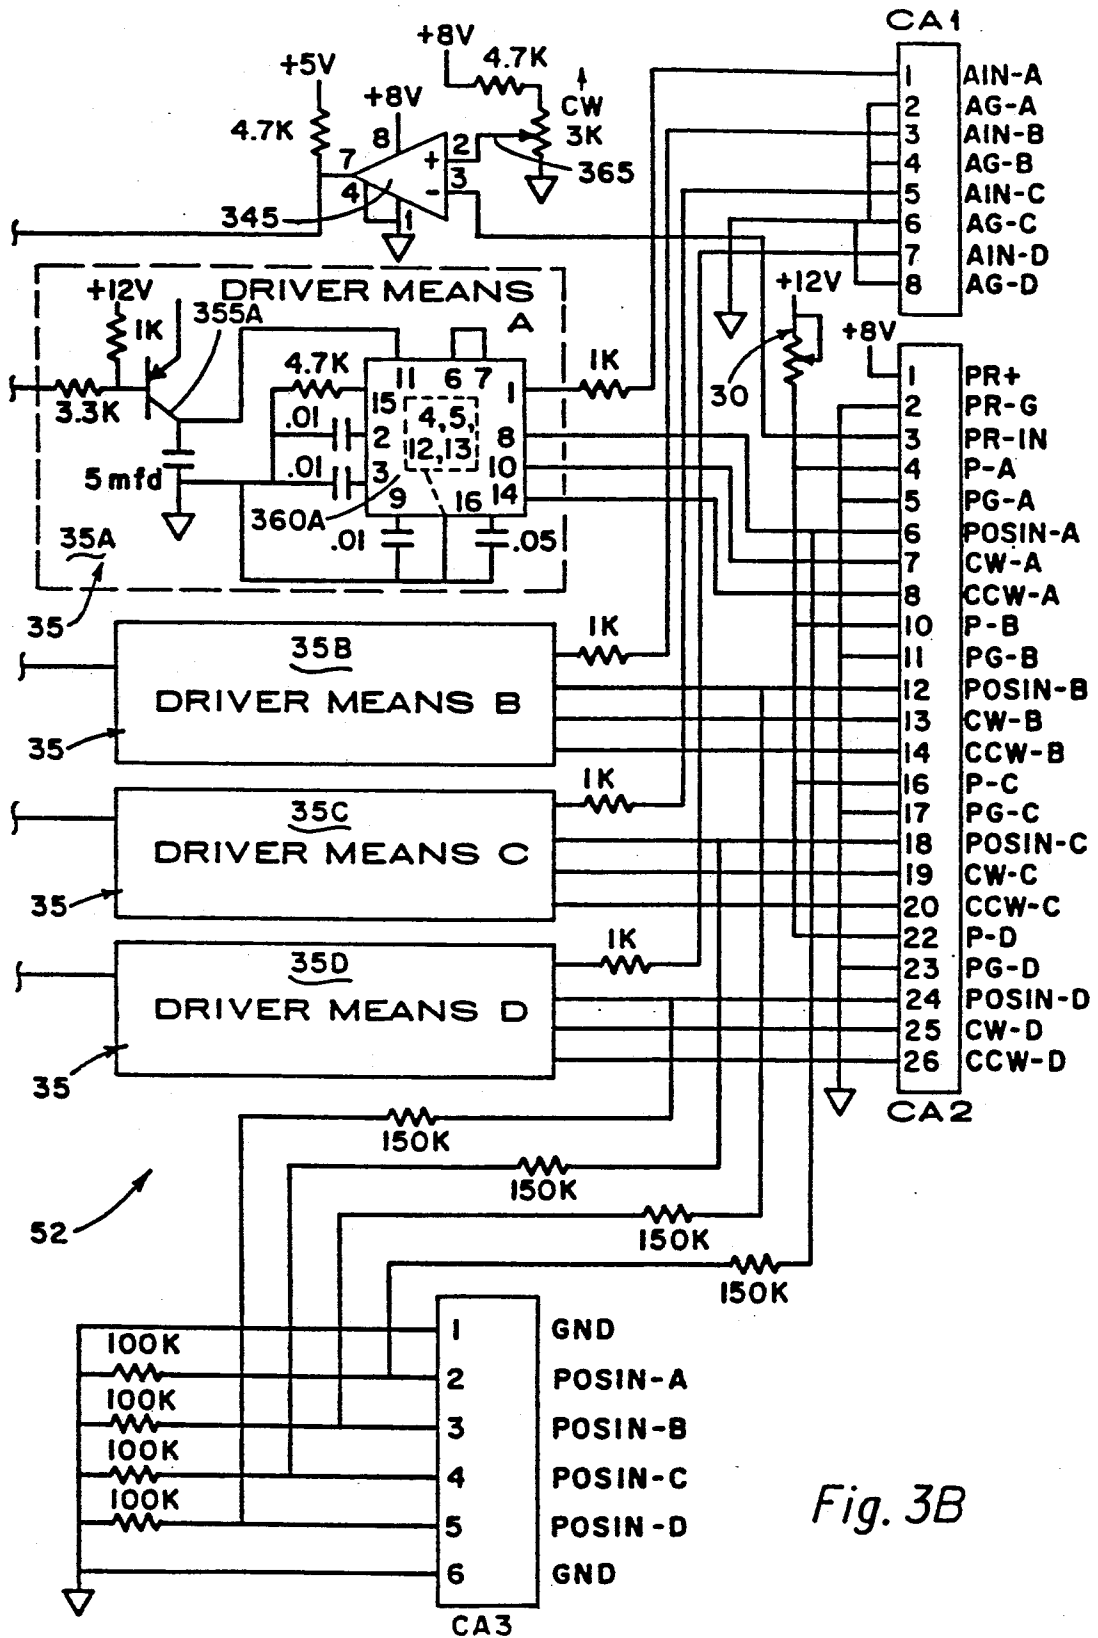 CA1
+8V
4.7K
+5V
CW
+8V
3K
4.7K
8
2
+
7
3
-
4
1
365
345
1 AIN-A
2 AG-A
3 AIN-B
4 AG-B
5 AIN-C
6 AG-C
7 AIN-D
8 AG-D
DRIVER MEANS
A
+12V
355A
1K
3.3K
5mfd
4.7K
.01
.01
11 6 7
15
2
3
9
16
1
8
10
14
4,5,
12,13
360A
.01
.05
1K
35A
35
+12V
30
+8V
1 PR+
2 PR-G
3 PR-IN
4 P-A
5 PG-A
6 POSIN-A
7 CW-A
8 CCW-A
10 P-B
11 PG-B
12 POSIN-B
13 CW-B
14 CCW-B
16 P-C
17 PG-C
18 POSIN-C
19 CW-C
20 CCW-C
22 P-D
23 PG-D
24 POSIN-D
25 CW-D
26 CCW-D
CA2
35B
DRIVER MEANS B
35
1K
35C
DRIVER MEANS C
35
1K
35D
DRIVER MEANS D
35
1K
150K
150K
150K
150K
52
100K
100K
100K
100K
1 GND
2 POSIN-A
3 POSIN-B
4 POSIN-C
5 POSIN-D
6 GND
CA3
Fig. 3B